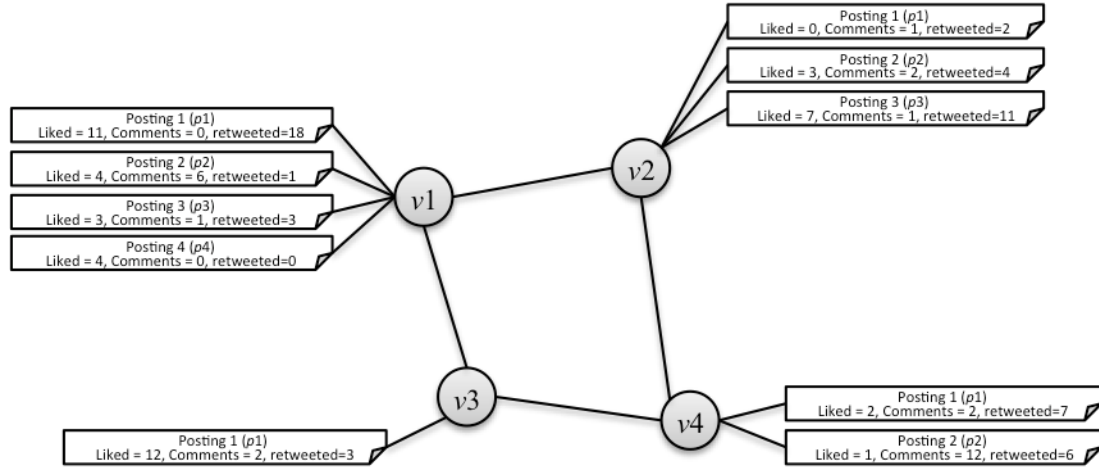 Posting 1 (p1)
Liked = 0, Comments = 1, retweeted=2
Posting 2 (p2)
Liked = 3, Comments = 2, retweeted=4
Posting 3 (p3)
Liked = 7, Comments = 1, retweeted=11
Posting 1 (p1)
Liked = 11, Comments = 0, retweeted=18
Posting 2 (p2)
Liked = 4, Comments = 6, retweeted=1
Posting 3 (p3)
Liked = 3, Comments = 1, retweeted=3
Posting 4 (p4)
Liked = 4, Comments = 0, retweeted=0
v1
v2
v3
v4
Posting 1 (p1)
Liked = 12, Comments = 2, retweeted=3
Posting 1 (p1)
Liked = 2, Comments = 2, retweeted=7
Posting 2 (p2)
Liked = 1, Comments = 12, retweeted=6